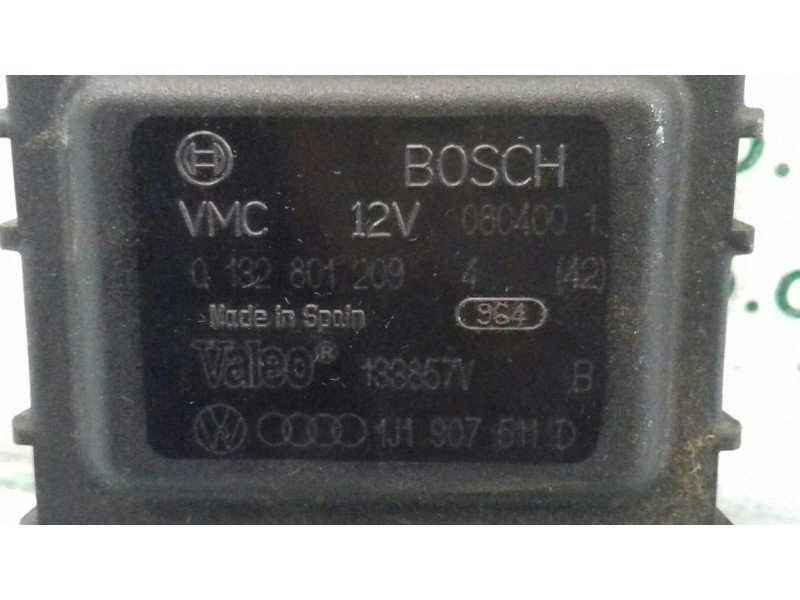 BOSCH
VMC 12V 080400 1
0 132 801 209 4 (42)
Made in Spain 964
Valeo® 133857V B
1J1 907 511 D